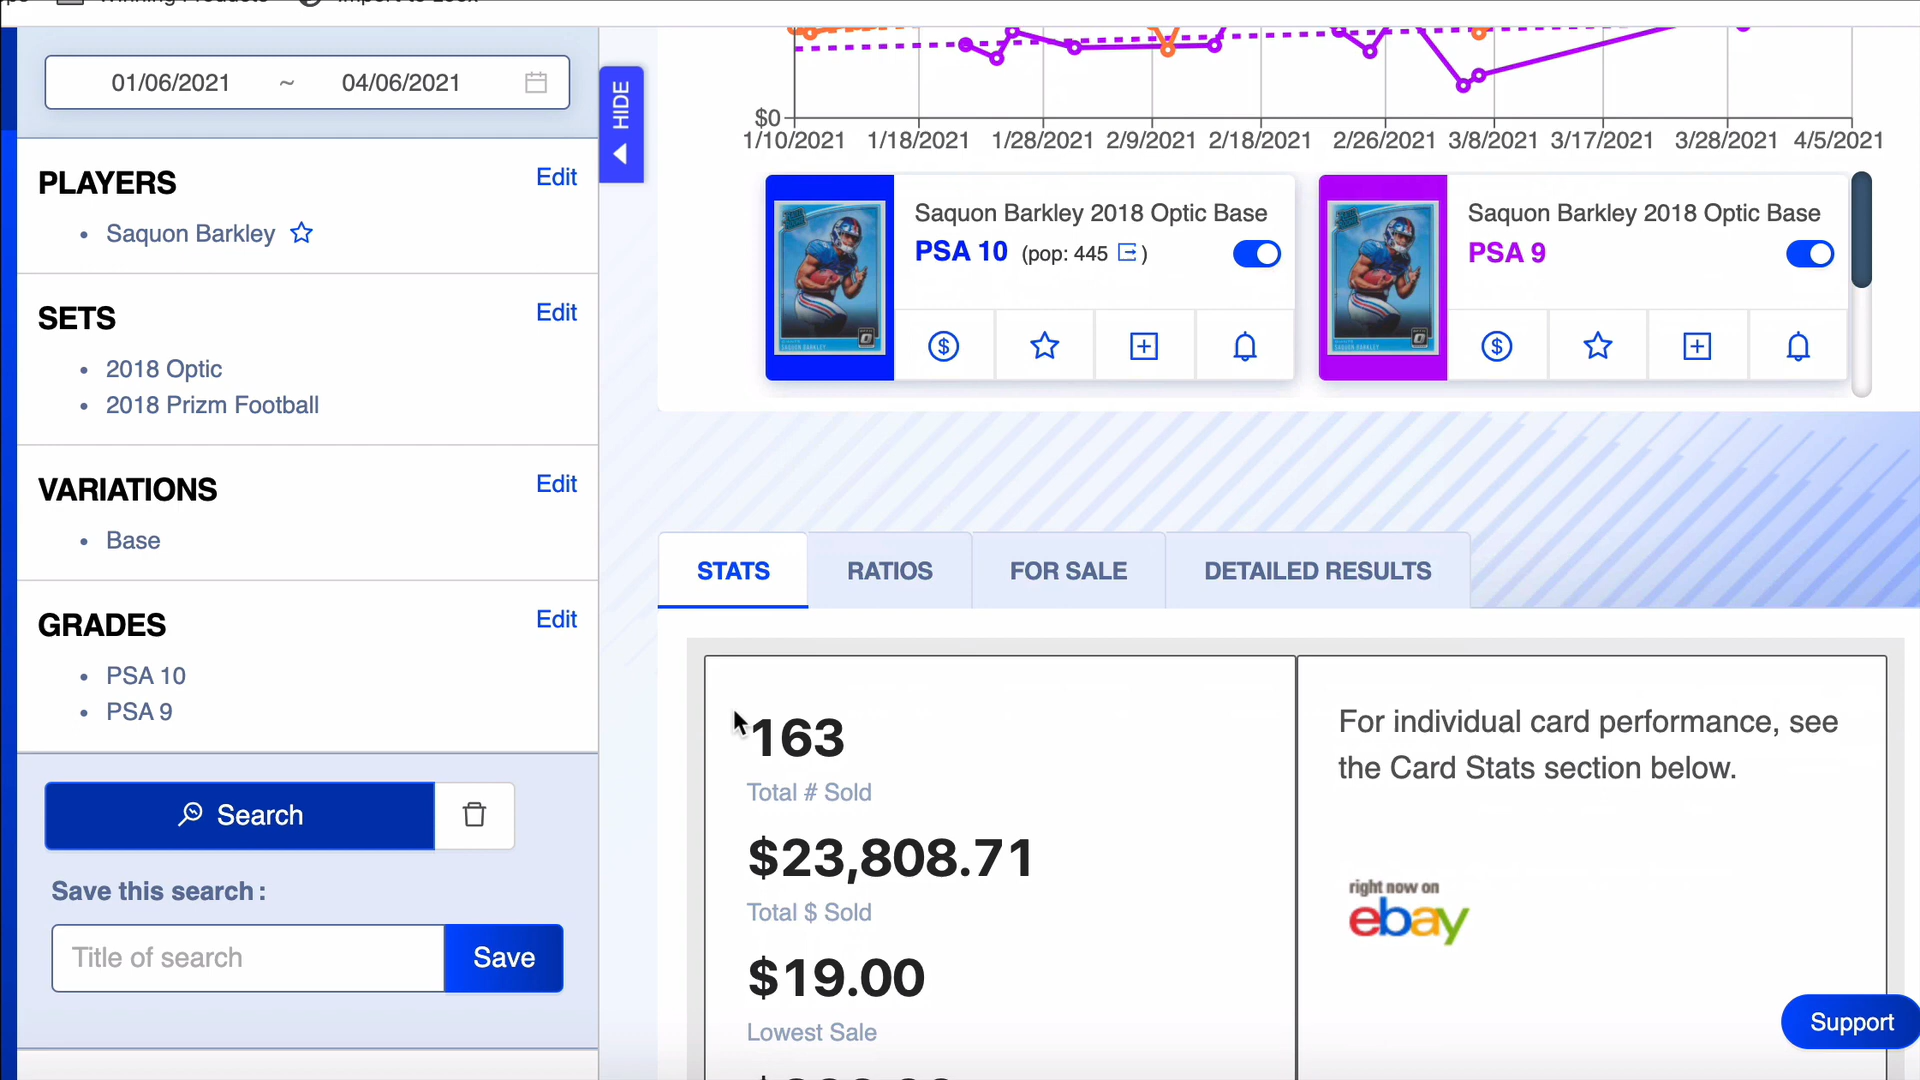 Winning Products
01/06/2021 ~ 04/06/2021
HIDE
PLAYERS
Edit
Saquon Barkley
SETS
Edit
2018 Optic
2018 Prizm Football
VARIATIONS
Edit
Base
GRADES
Edit
PSA 10
PSA 9
Search
Save this search :
Title of search
Save
$0
1/10/2021 1/18/2021 1/28/2021 2/9/2021 2/18/2021 2/26/2021 3/8/2021 3/17/2021 3/28/2021 4/5/2021
Saquon Barkley 2018 Optic Base
PSA 10 (pop: 445 )
Saquon Barkley 2018 Optic Base
PSA 9
STATS
RATIOS
FOR SALE
DETAILED RESULTS
163
Total # Sold
$23,808.71
Total $ Sold
$19.00
Lowest Sale
For individual card performance, see
the Card Stats section below.
right now on
ebay
Support